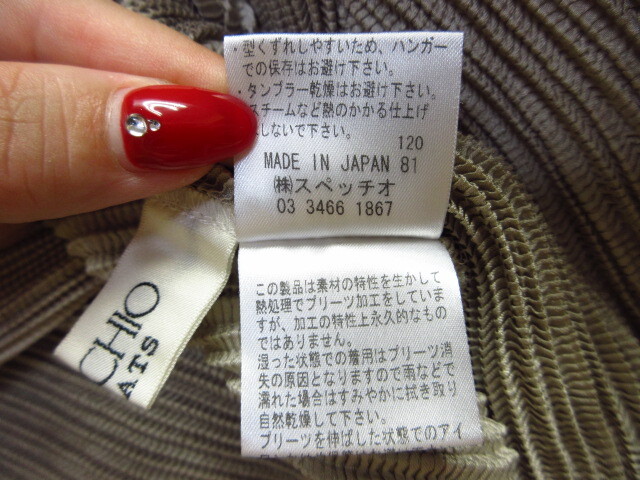 ・型くずれしやすいため、ハンガー
での保存はお避け下さい。
・タンブラー乾燥はお避け下さい。
スチームなど熱のかかる仕上げ
しないで下さい。
120
MADE IN JAPAN 81
㈱スペッチオ
03 3466 1867
CHIO
ATS
この製品は素材の特性を生かして
熱処理でプリーツ加工をしていま
すが、加工の特性上永久的なもの
ではありません。
湿った状態での着用はプリーツ消
失の原因となりますので雨などで
濡れた場合はすみやかに拭き取り
自然乾燥して下さい。
プリーツを伸ばした状態でのアイ